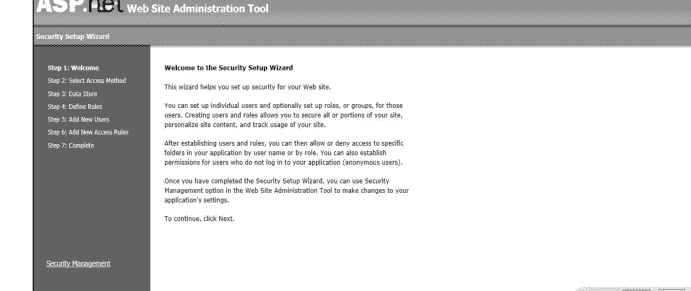 ASP.net Web Site Administration Tool
Security Setup Wizard
Step 1: Welcome
Step 2: Select Access Method
Step 3: Data Store
Step 4: Define Roles
Step 5: Add New Users
Step 6: Add New Access Rules
Step 7: Complete
Security Management
Welcome to the Security Setup Wizard
This wizard helps you set up security for your Web site.
You can set up individual users and optionally set up roles, or groups, for those
users. Creating users and roles allows you to secure all or portions of your site,
personalize site content, and track usage of your site.
After establishing users and roles, you can then allow or deny access to specific
folders in your application by user name or by role. You can also establish
permissions for users who do not log in to your application (anonymous users).
Once you have completed the Security Setup Wizard, you can use Security
Management option in the Web Site Administration Tool to make changes to your
application's settings.
To continue, click Next.